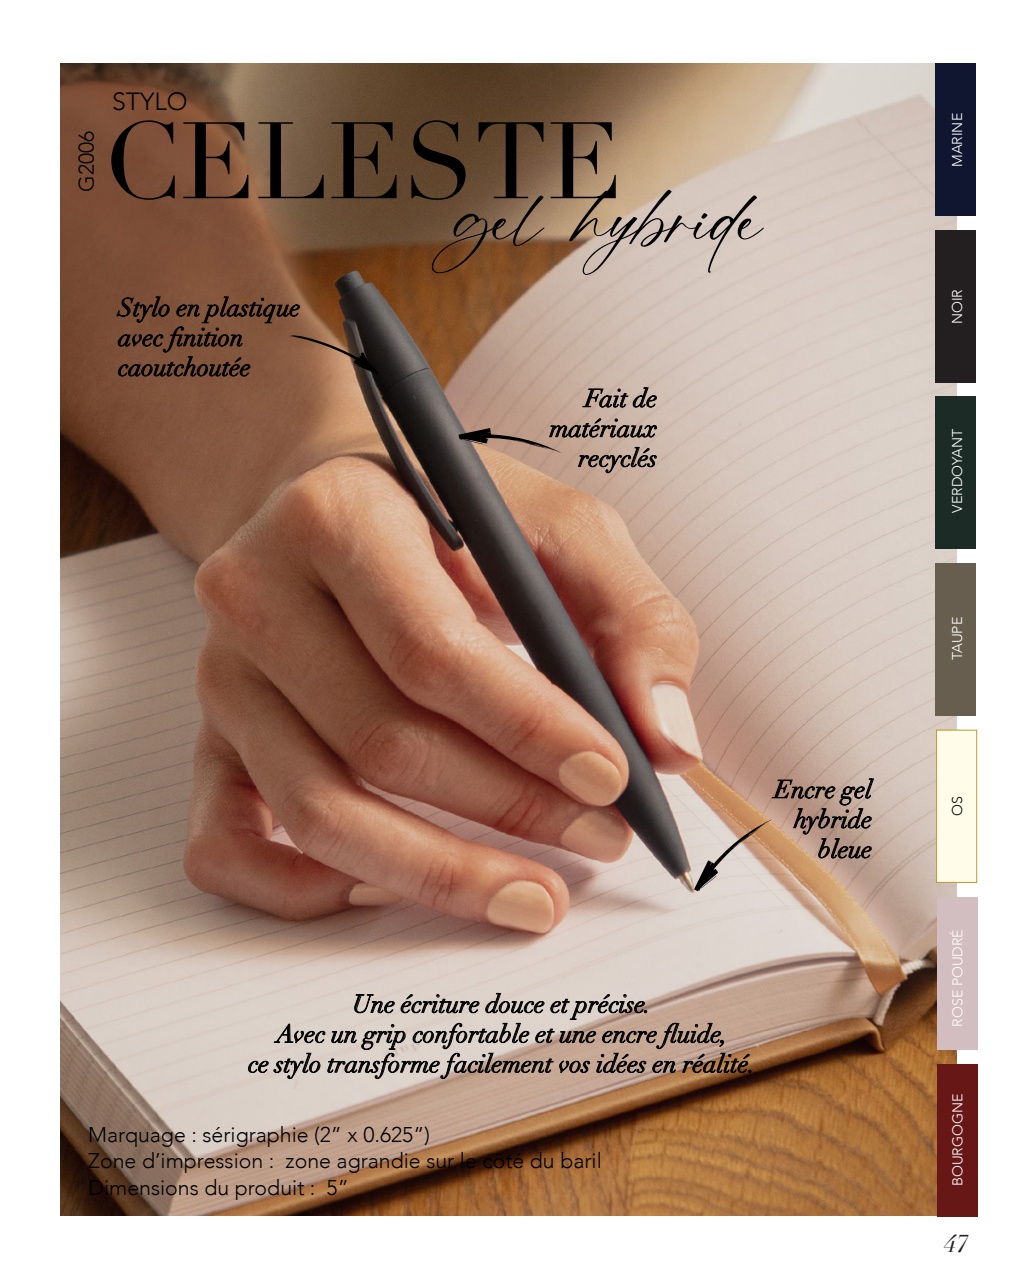 STYLO
G2006
CELESTE
gel hybride
Stylo en plastique
avec finition
caoutchoutée
Fait de
matériaux
recyclés
Encre gel
hybride
bleue
Une écriture douce et précise.
Avec un grip confortable et une encre fluide,
ce stylo transforme facilement vos idées en réalité.
Marquage : sérigraphie (2” x 0.625”)
Zone d’impression : zone agrandie sur le côté du baril
Dimensions du produit : 5”
MARINE
NOIR
VERDOYANT
TAUPE
OS
ROSE POUDRÉ
BOURGOGNE
47